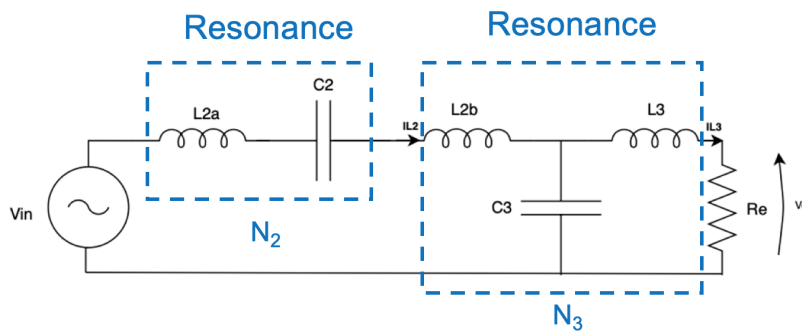 Resonance
Resonance
C2
L2a
IL2
L2b
L3
IL3
Vin
C3
Re
N₂
N₃